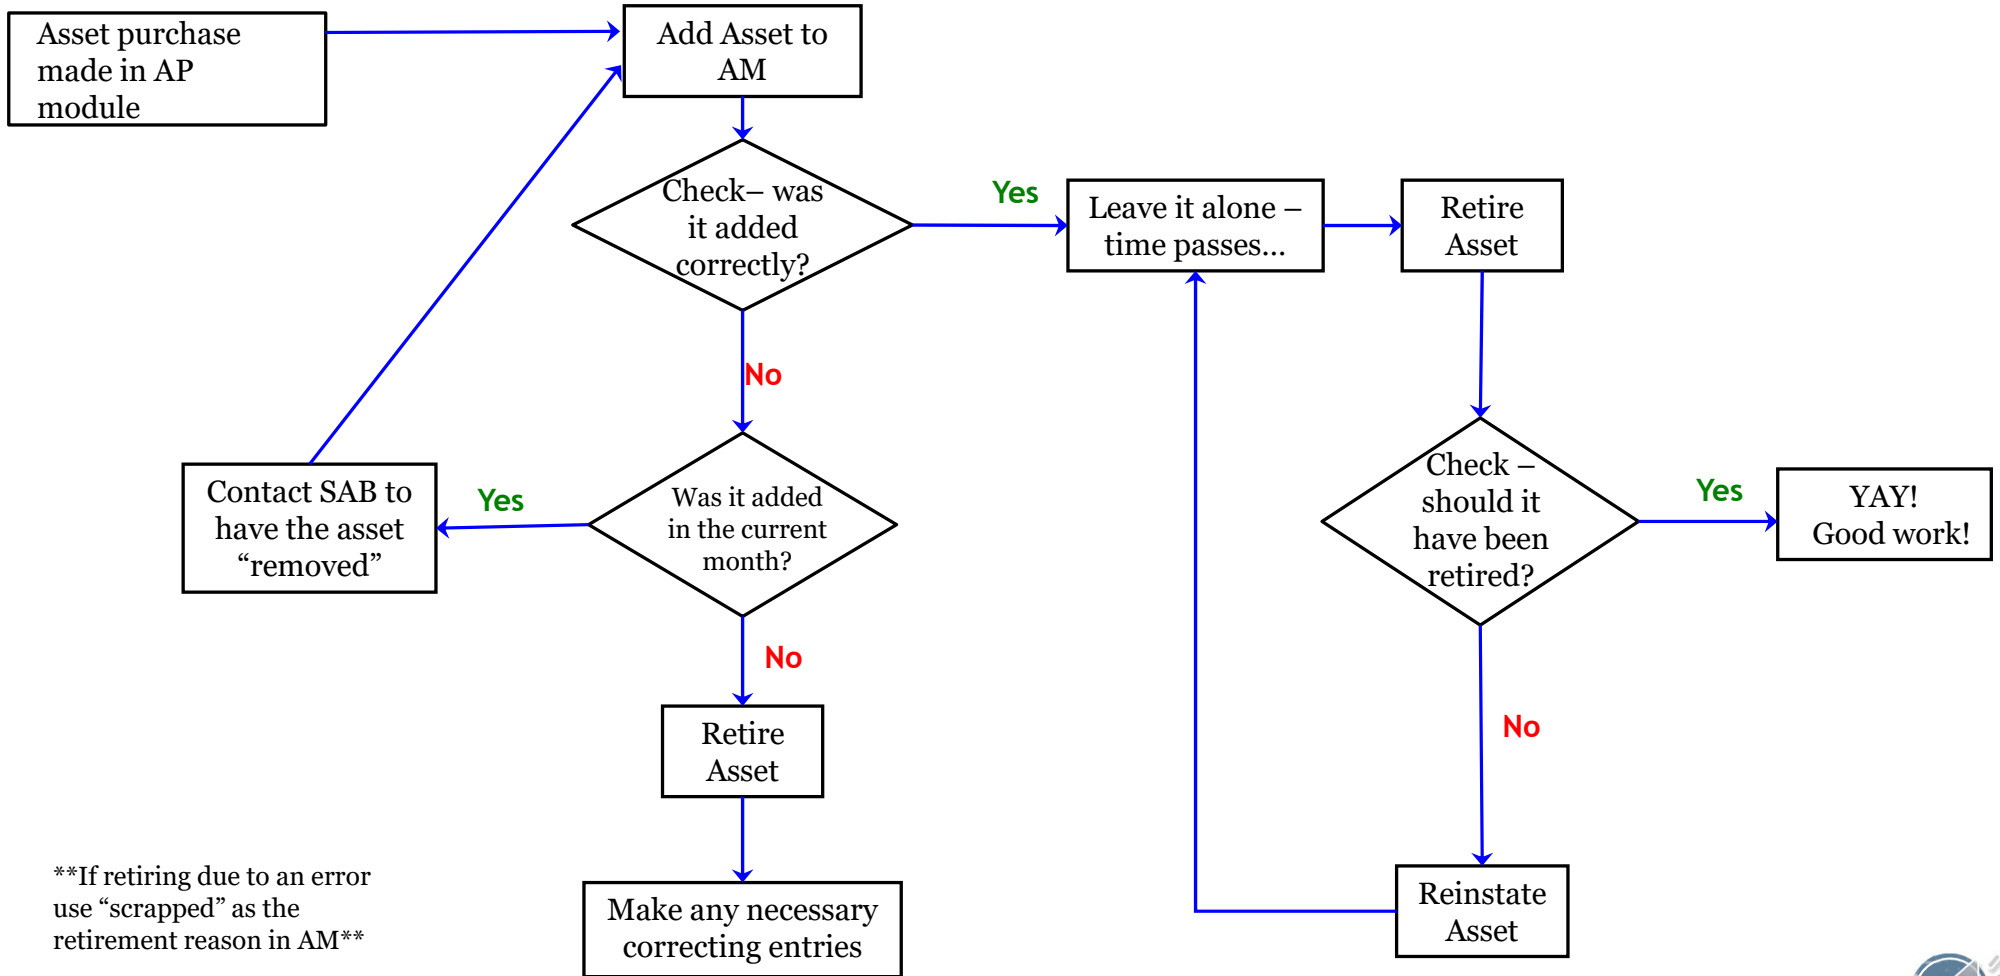 Asset purchase
made in AP
module
Add Asset to
AM
Check– was
it added
correctly?
Yes
Leave it alone –
time passes...
Retire
Asset
No
Contact SAB to
have the asset
“removed”
Yes
Was it added
in the current
month?
Check –
should it
have been
retired?
Yes
YAY!
Good work!
No
Retire
Asset
No
**If retiring due to an error
use “scrapped” as the
retirement reason in AM**
Make any necessary
correcting entries
Reinstate
Asset